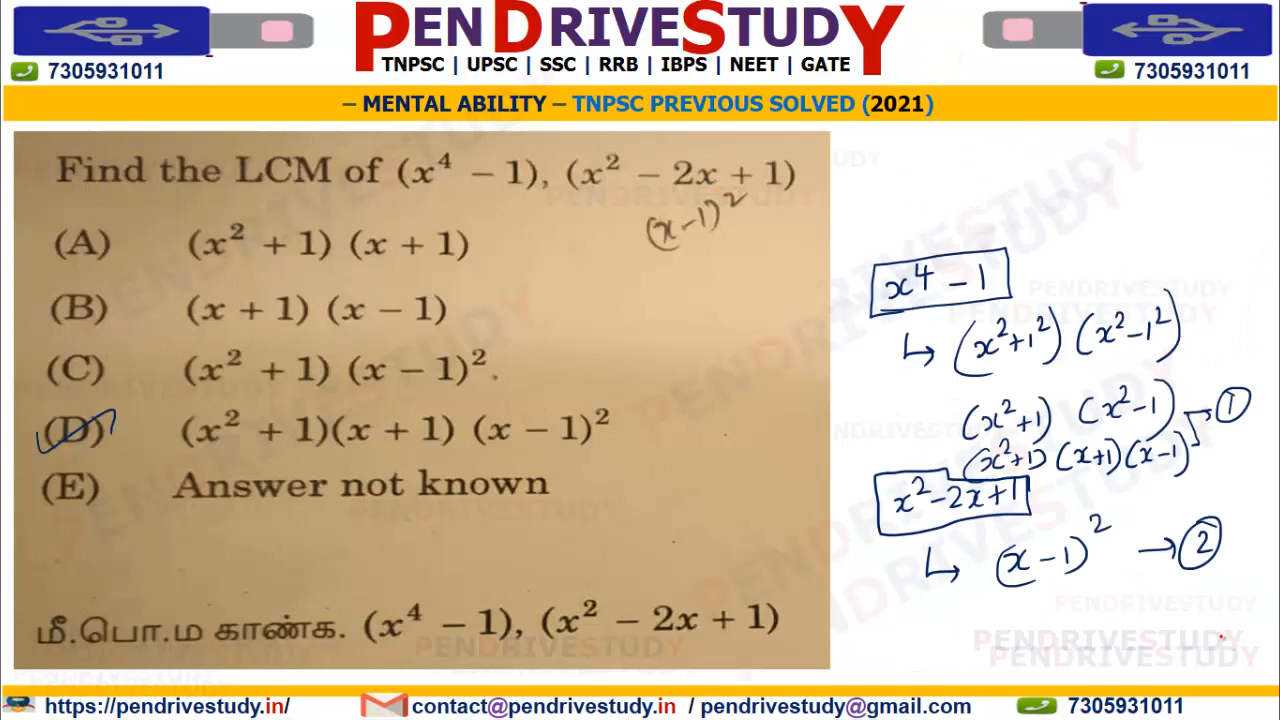 PENDRIVESTUDY
TNPSC | UPSC | SSC | RRB | IBPS | NEET | GATE
7305931011
7305931011
– MENTAL ABILITY – TNPSC PREVIOUS SOLVED (2021)
Find the LCM of (x⁴ – 1), (x² – 2x + 1)
(x-1)²
(A) (x² + 1) (x + 1)
(B) (x + 1) (x – 1)
(C) (x² + 1) (x – 1)².
(D) (x² + 1)(x + 1) (x – 1)²
(E) Answer not known
மீ.பொ.ம காண்க. (x⁴ – 1), (x² – 2x + 1)
x⁴ - 1
↳ (x²+1²) (x²-1²)
(x²+1) (x²-1)
(x²+1) (x+1)(x-1) → 1
x²-2x+1
↳ (x-1)² → 2
PENDRIVESTUDY
PENDRIVESTUDY
https://pendrivestudy.in/
contact@pendrivestudy.in / pendrivestudy@gmail.com
7305931011